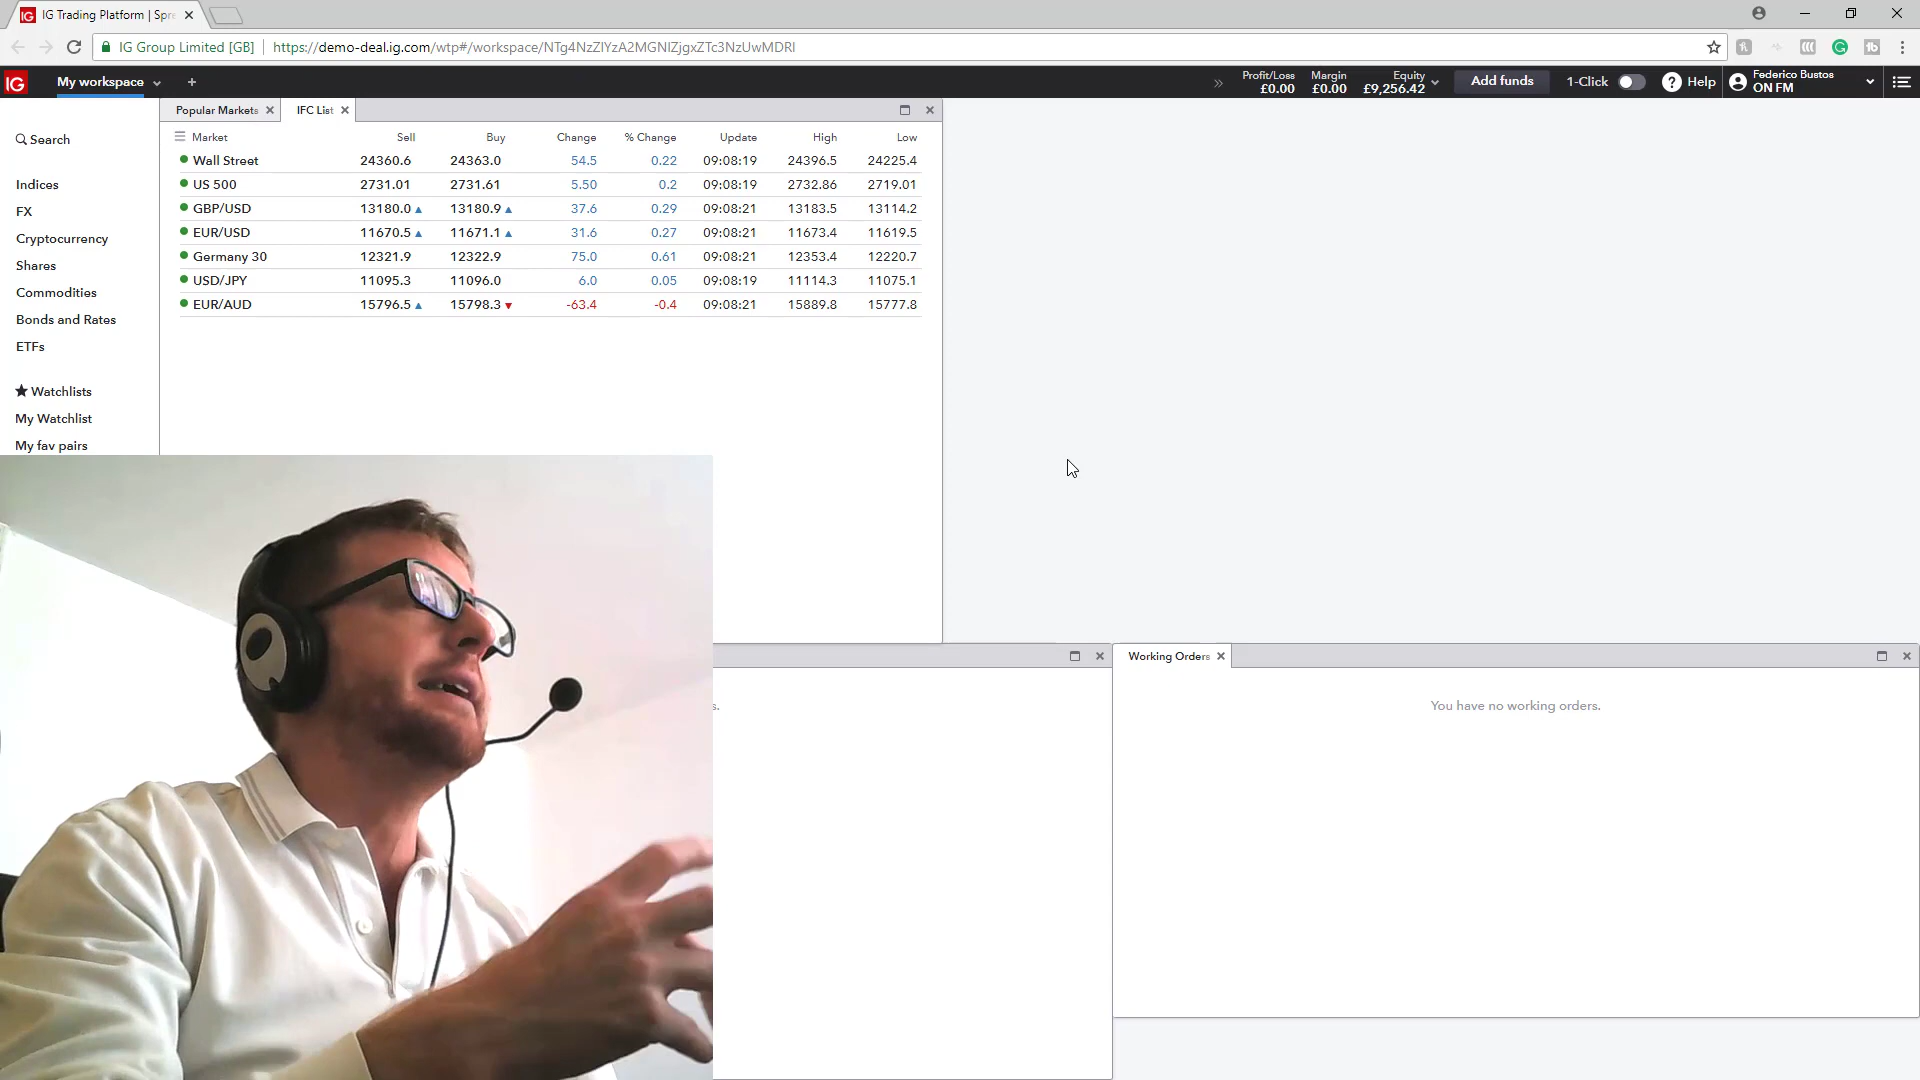 IG IG Trading Platform | Spr
IG Group Limited [GB] https://demo-deal.ig.com/wtp#/workspace/NTg4NzZlYzA2MGNlZjgxZTc3NzUwMDRl
IG My workspace + » Profit/Loss Margin Equity Add funds 1-Click ? Help Federico Bustos
£0.00 £0.00 £9,256.42 ON FM
Popular Markets IFC List
Search
Indices
FX
Cryptocurrency
Shares
Commodities
Bonds and Rates
ETFs
Watchlists
My Watchlist
My fav pairs
Market Sell Buy Change % Change Update High Low
Wall Street 24360.6 24363.0 54.5 0.22 09:08:19 24396.5 24225.4
US 500 2731.01 2731.61 5.50 0.2 09:08:19 2732.86 2719.01
GBP/USD 13180.0 13180.9 37.6 0.29 09:08:21 13183.5 13114.2
EUR/USD 11670.5 11671.1 31.6 0.27 09:08:21 11673.4 11619.5
Germany 30 12321.9 12322.9 75.0 0.61 09:08:21 12353.4 12220.7
USD/JPY 11095.3 11096.0 6.0 0.05 09:08:19 11114.3 11075.1
EUR/AUD 15796.5 15798.3 -63.4 -0.4 09:08:21 15889.8 15777.8
s.
Working Orders
You have no working orders.